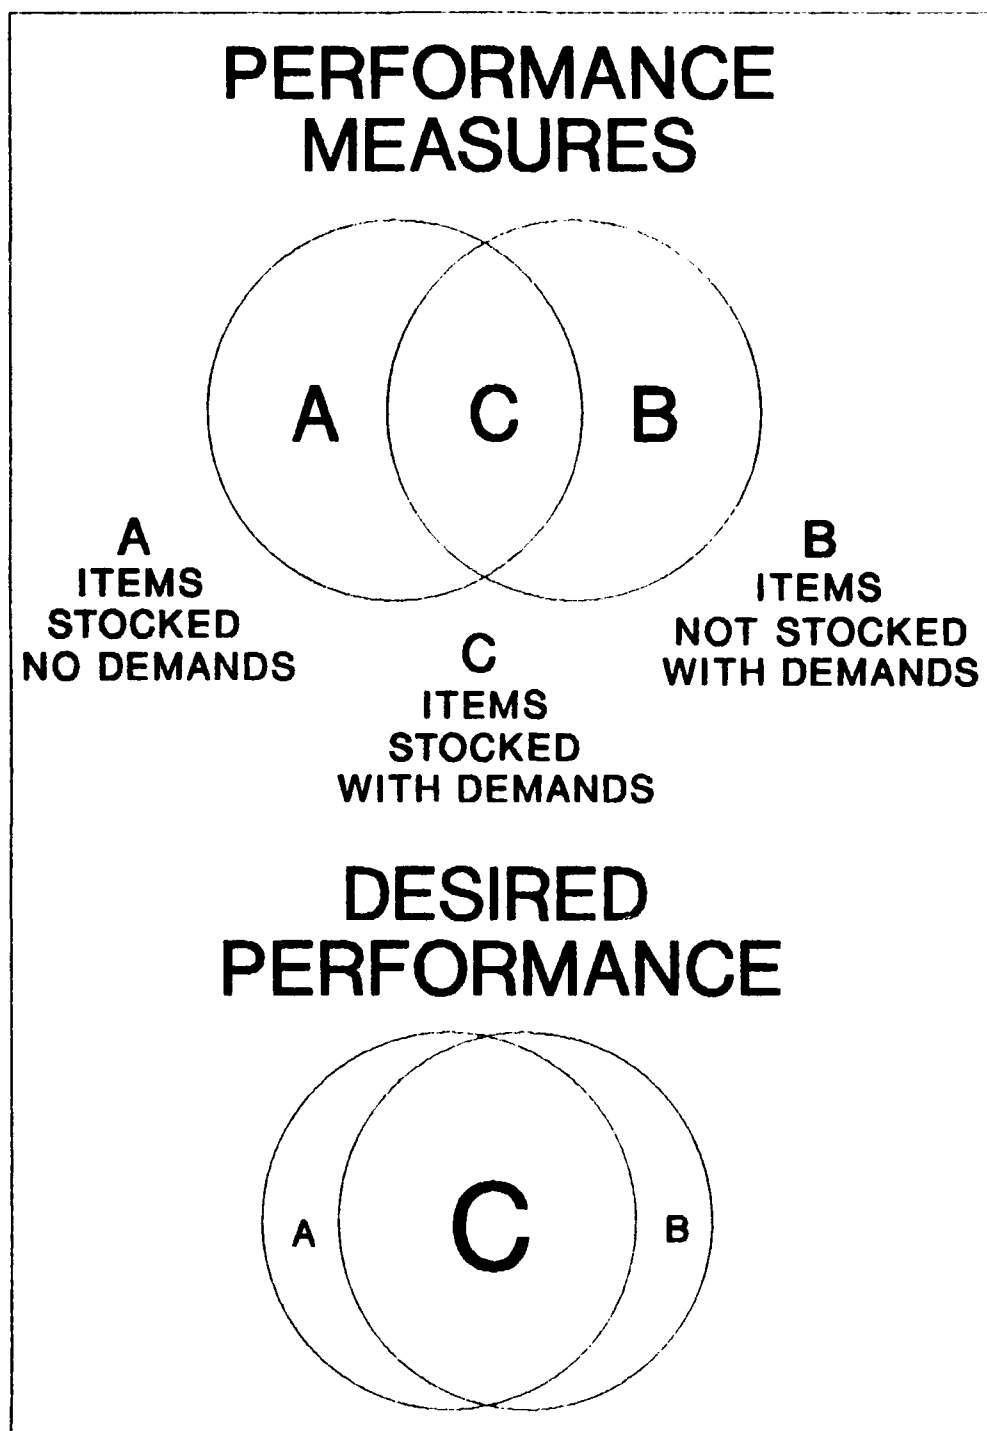 PERFORMANCE
MEASURES
A
C
B
A
ITEMS
STOCKED
NO DEMANDS
B
ITEMS
NOT STOCKED
WITH DEMANDS
C
ITEMS
STOCKED
WITH DEMANDS
DESIRED
PERFORMANCE
A
C
B